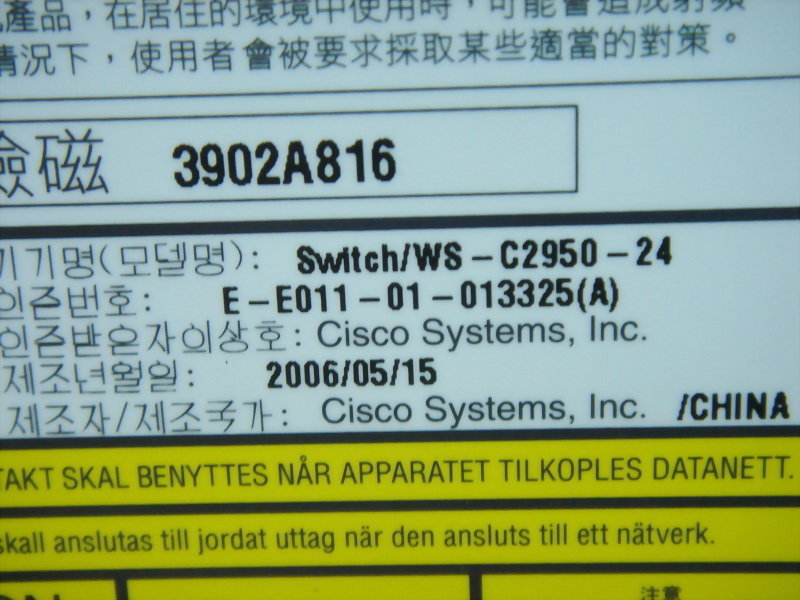 產品，在居住的環境中使用時，可能會造成射頻
情況下，使用者會被要求採取某些適當的對策。
檢磁 3902A816
기기명(모델명): Switch/WS-C2950-24
인증번호: E-E011-01-013325(A)
인증받은자의상호: Cisco Systems, Inc.
제조년월일: 2006/05/15
제조자/제조국가: Cisco Systems, Inc. /CHINA
TAKT SKAL BENYTTES NÅR APPARATET TILKOPLES DATANETT.
skall anslutas till jordat uttag när den ansluts till ett nätverk.
注意